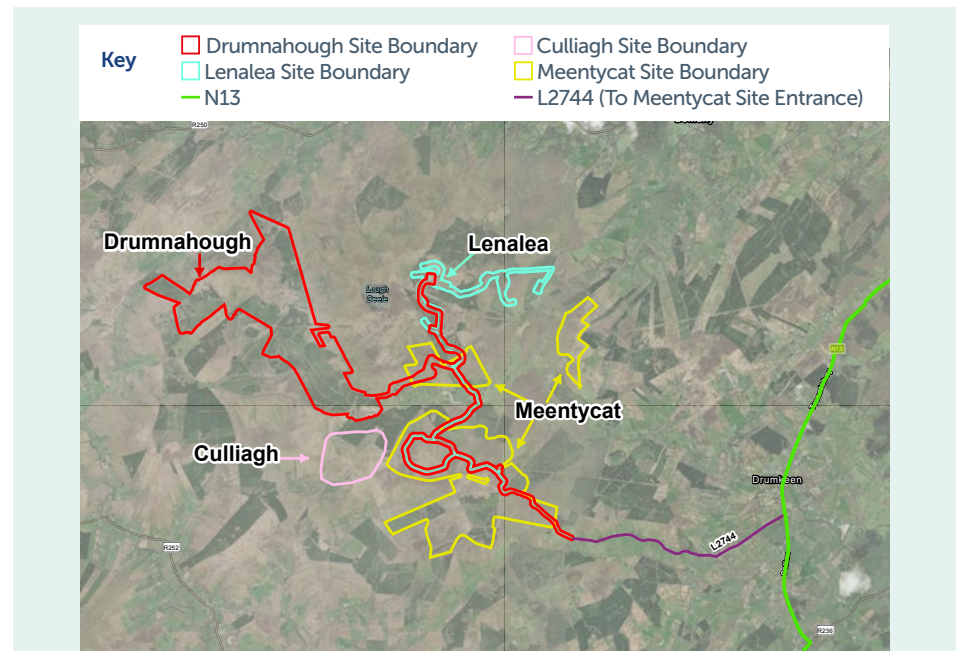 Key
Drumnahough Site Boundary
Culliagh Site Boundary
Lenalea Site Boundary
Meentycat Site Boundary
N13
L2744 (To Meentycat Site Entrance)
R250
Drumnahough
Lenalea
Lough
Deele
N13
Meentycat
Culliagh
Drumkeen
L2744
R252
R236